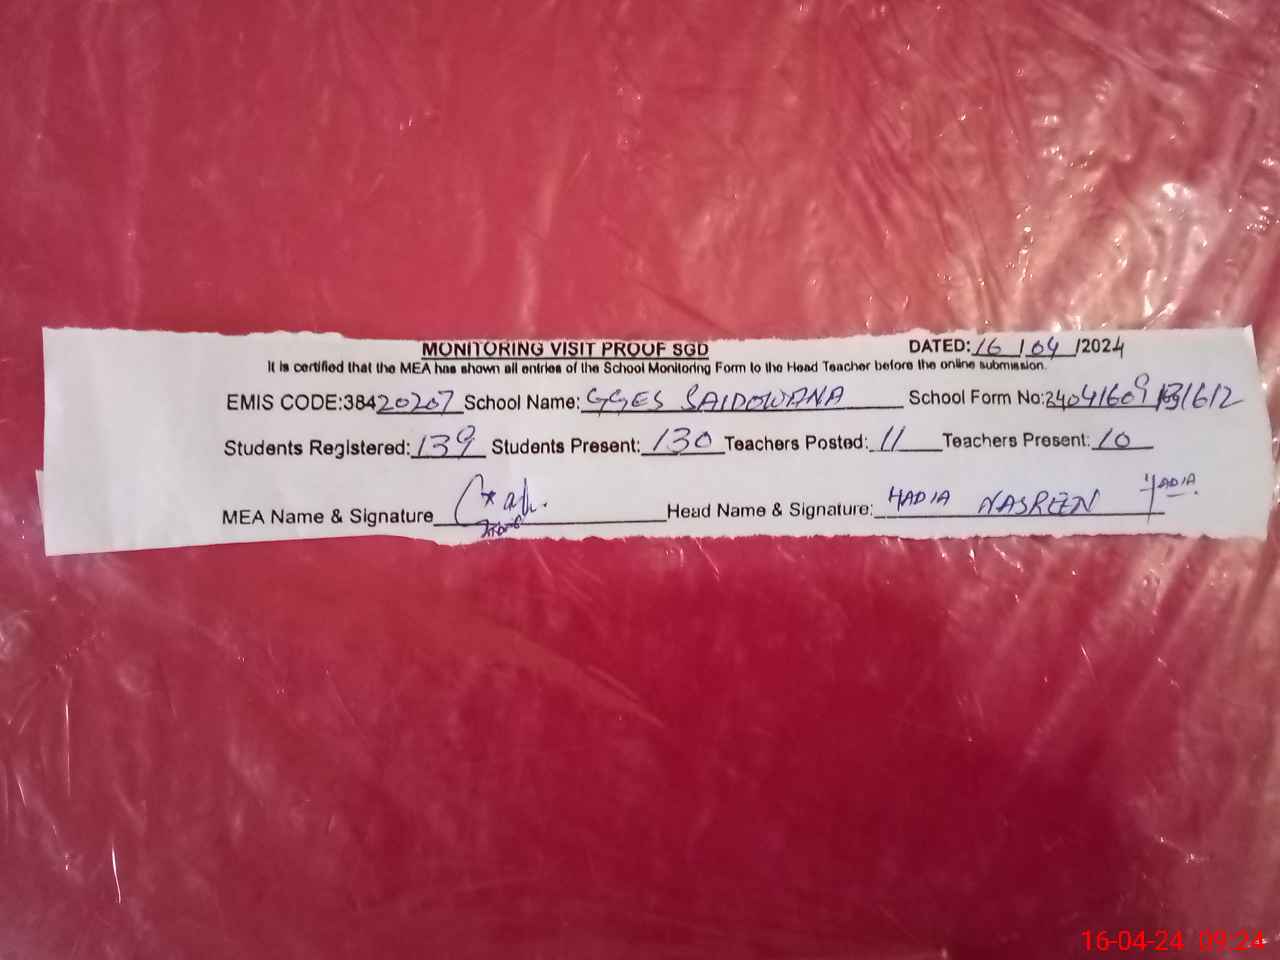 MONITORING VISIT PROOF SGD DATED: 16 / 04 /2024
It is certified that the MEA has shown all entries of the School Monitoring Form to the Head Teacher before the online submission.
EMIS CODE:38420207 School Name: GGES SAIDOWANA School Form No:
Students Registered: 139 Students Present: 130 Teachers Posted: 11 Teachers Present: 10
MEA Name & Signature Head Name & Signature: HADIA NASREEN HADIA
16-04-24 09:24